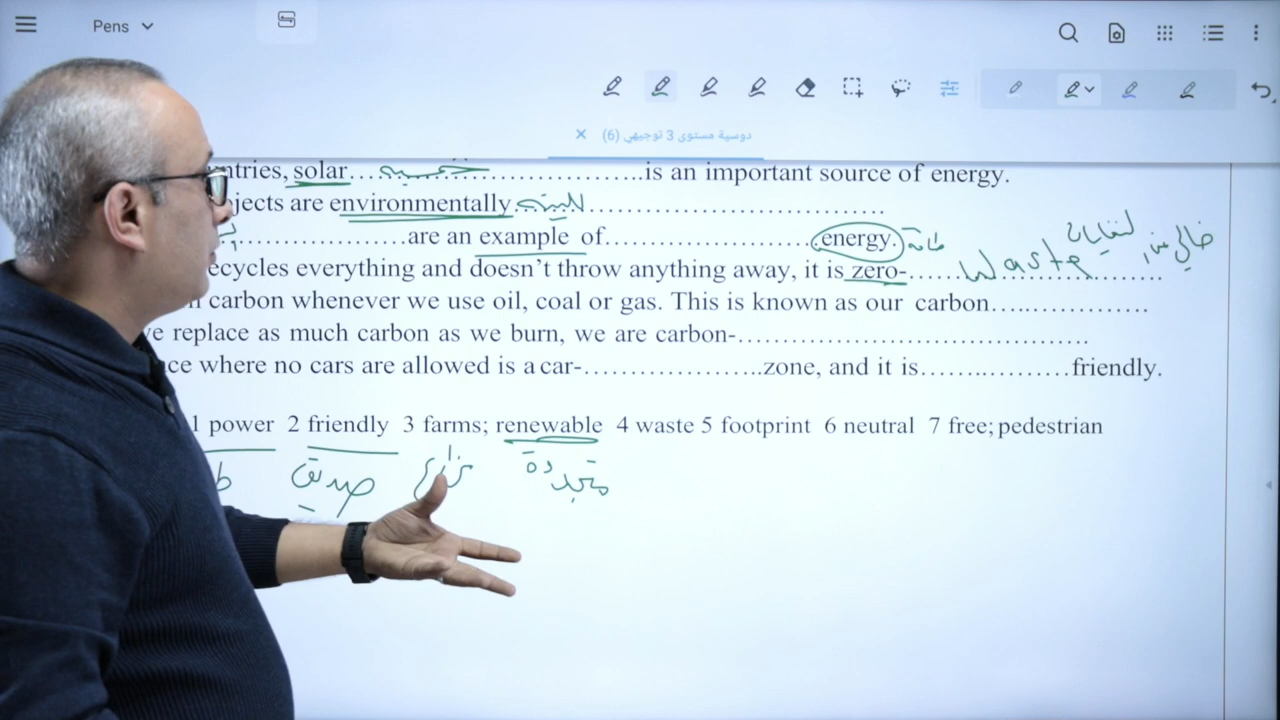 Pens
دوسية مستوى 3 توجيهي (6)
ntries, solar ... شمسية ... is an important source of energy.
jects are environmentally ... للبيئة ...
... are an example of ... energy. طاقة
ecycles everything and doesn't throw anything away, it is zero-... Waste ... خالي من النفايات
carbon whenever we use oil, coal or gas. This is known as our carbon ...
e replace as much carbon as we burn, we are carbon-...
ce where no cars are allowed is a car-... zone, and it is ... friendly.
1 power 2 friendly 3 farms; renewable 4 waste 5 footprint 6 neutral 7 free; pedestrian
صديق مزارع متجددة